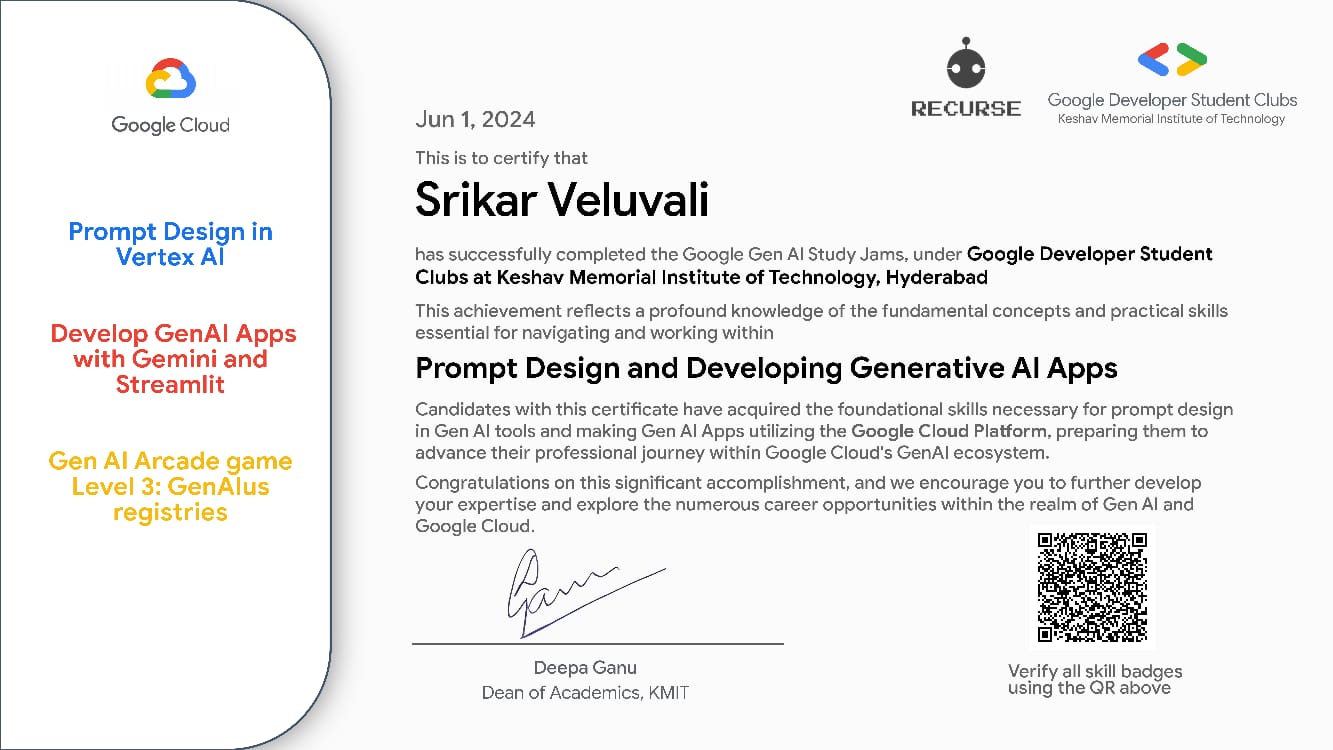 Google Cloud
Prompt Design in
Vertex AI
Develop GenAI Apps
with Gemini and
Streamlit
Gen AI Arcade game
Level 3: GenAIus
registries
RECURSE
Google Developer Student Clubs
Keshav Memorial Institute of Technology
Jun 1, 2024
This is to certify that
Srikar Veluvali
has successfully completed the Google Gen AI Study Jams, under Google Developer Student
Clubs at Keshav Memorial Institute of Technology, Hyderabad
This achievement reflects a profound knowledge of the fundamental concepts and practical skills
essential for navigating and working within
Prompt Design and Developing Generative AI Apps
Candidates with this certificate have acquired the foundational skills necessary for prompt design
in Gen AI tools and making Gen AI Apps utilizing the Google Cloud Platform, preparing them to
advance their professional journey within Google Cloud's GenAI ecosystem.
Congratulations on this significant accomplishment, and we encourage you to further develop
your expertise and explore the numerous career opportunities within the realm of Gen AI and
Google Cloud.
Ganu
Deepa Ganu
Dean of Academics, KMIT
Verify all skill badges
using the QR above